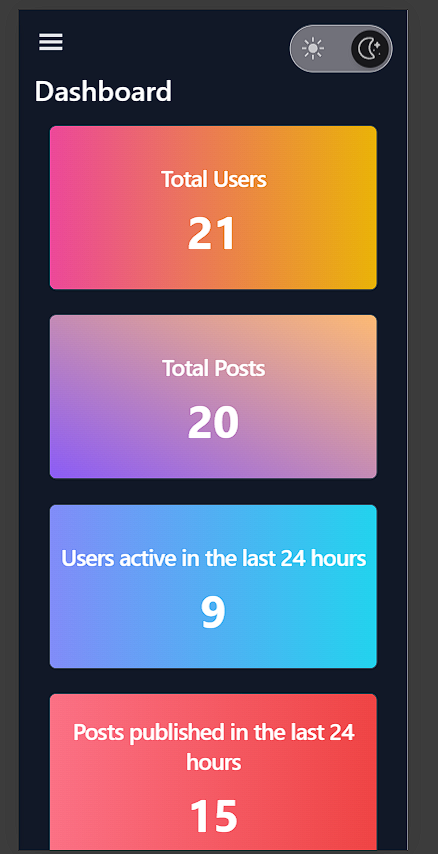 Dashboard
Total Users
21
Total Posts
20
Users active in the last 24 hours
9
Posts published in the last 24
hours
15